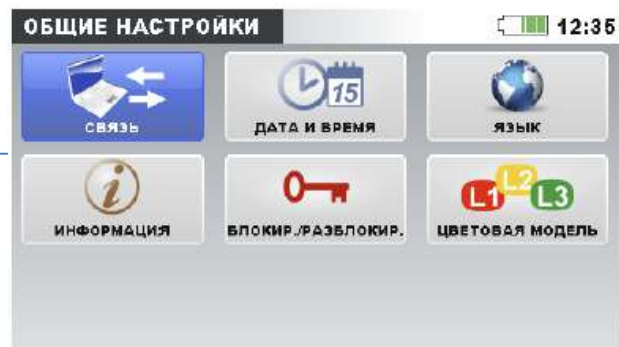 ОБЩИЕ НАСТРОЙКИ 12:35
15
СВЯЗЬ ДАТА И ВРЕМЯ ЯЗЫК
i L1 L2 L3
ИНФОРМАЦИЯ БЛОКИР./РАЗБЛОКИР. ЦВЕТОВАЯ МОДЕЛЬ